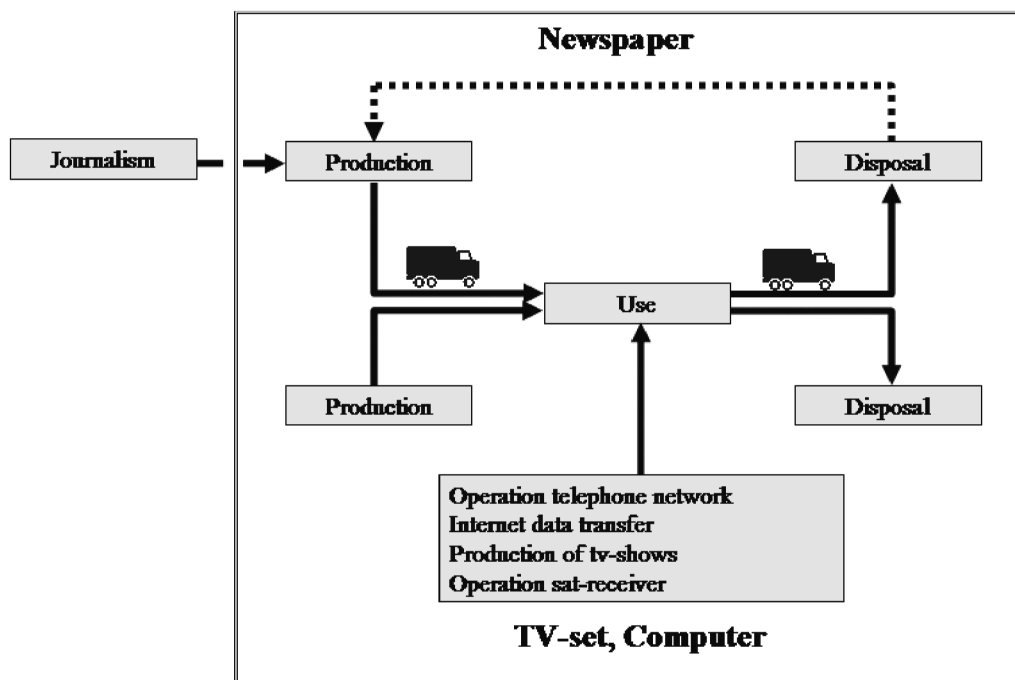 Newspaper
Journalism
Production
Disposal
Use
Production
Disposal
Operation telephone network
Internet data transfer
Production of tv-shows
Operation sat-receiver
TV-set, Computer